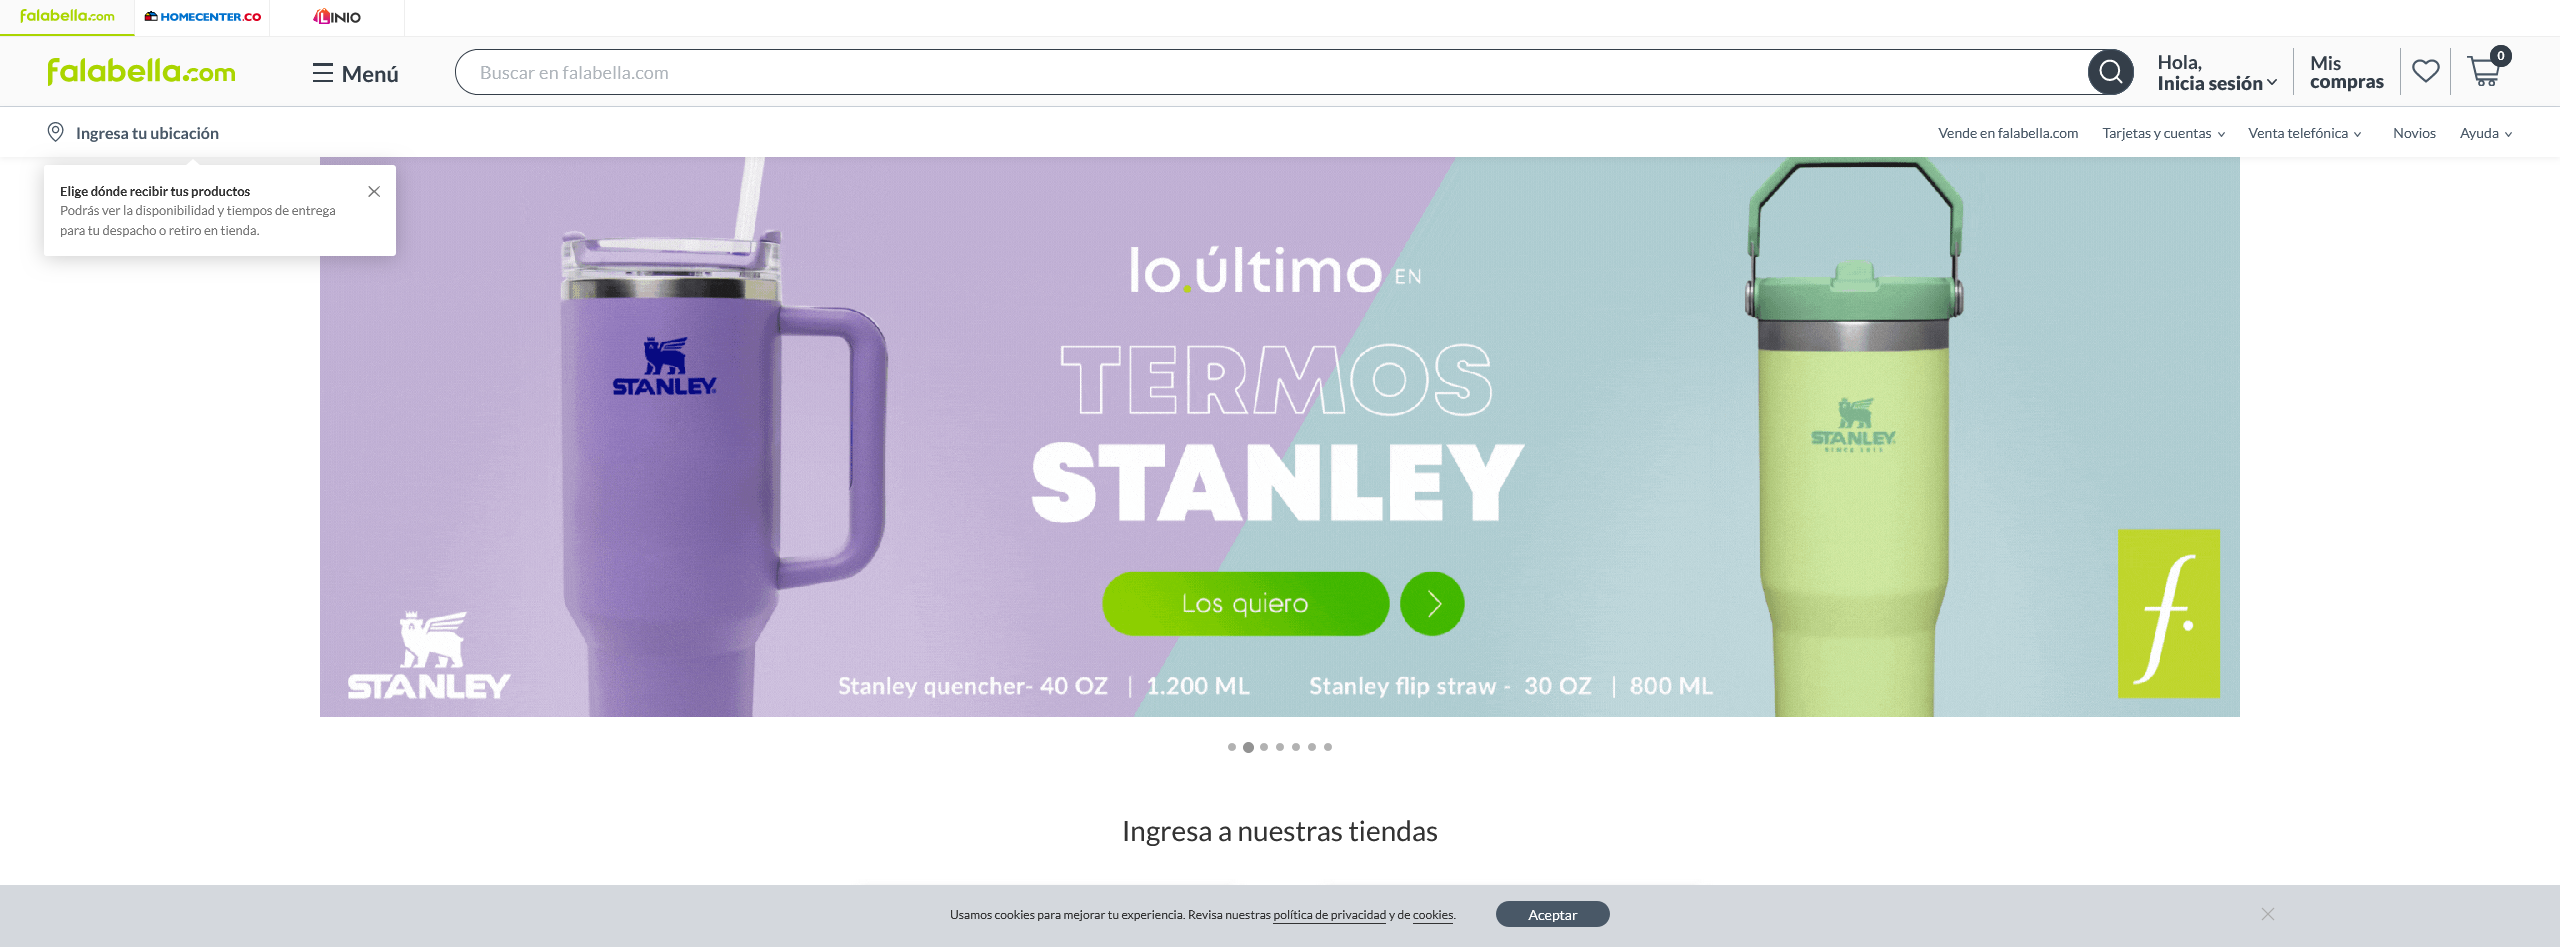 falabella.com
HOMECENTER.CO
LINIO
falabella.com
Menú
Buscar en falabella.com
Hola,
Inicia sesión
Mis
compras
0
Ingresa tu ubicación
Vende en falabella.com
Tarjetas y cuentas
Venta telefónica
Novios
Ayuda
Elige dónde recibir tus productos
Podrás ver la disponibilidad y tiempos de entrega
para tu despacho o retiro en tienda.
lo.último EN
TERMOS
STANLEY
STANLEY
STANLEY
SINCE 1913
Los quiero
f.
STANLEY
Stanley quencher- 40 OZ | 1.200 ML
Stanley flip straw - 30 OZ | 800 ML
Ingresa a nuestras tiendas
Usamos cookies para mejorar tu experiencia. Revisa nuestras política de privacidad y de cookies.
Aceptar